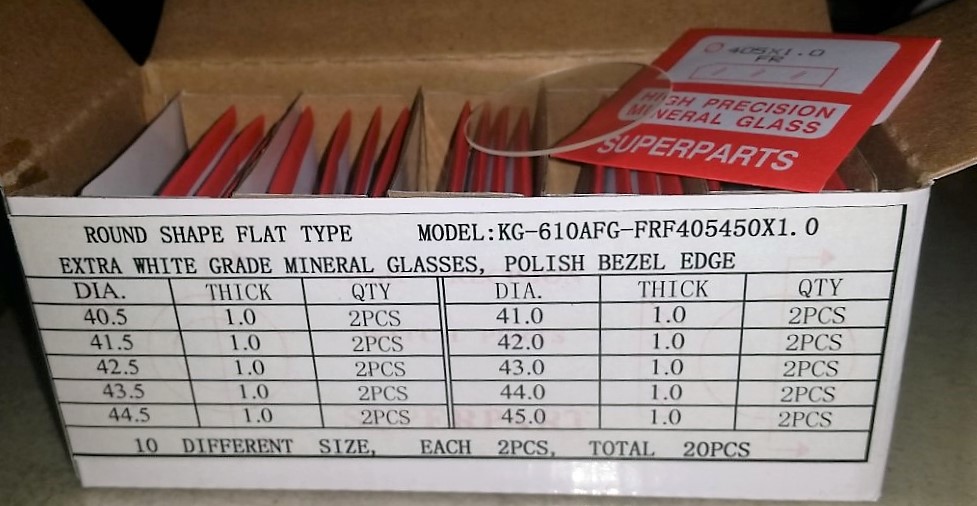 405X1.0
FR
HIGH PRECISION
MINERAL GLASS
SUPERPARTS
ROUND SHAPE FLAT TYPE MODEL:KG-610AFG-FRF405450X1.0
EXTRA WHITE GRADE MINERAL GLASSES, POLISH BEZEL EDGE
DIA. THICK QTY DIA. THICK QTY
40.5 1.0 2PCS 41.0 1.0 2PCS
41.5 1.0 2PCS 42.0 1.0 2PCS
42.5 1.0 2PCS 43.0 1.0 2PCS
43.5 1.0 2PCS 44.0 1.0 2PCS
44.5 1.0 2PCS 45.0 1.0 2PCS
10 DIFFERENT SIZE, EACH 2PCS, TOTAL 20PCS